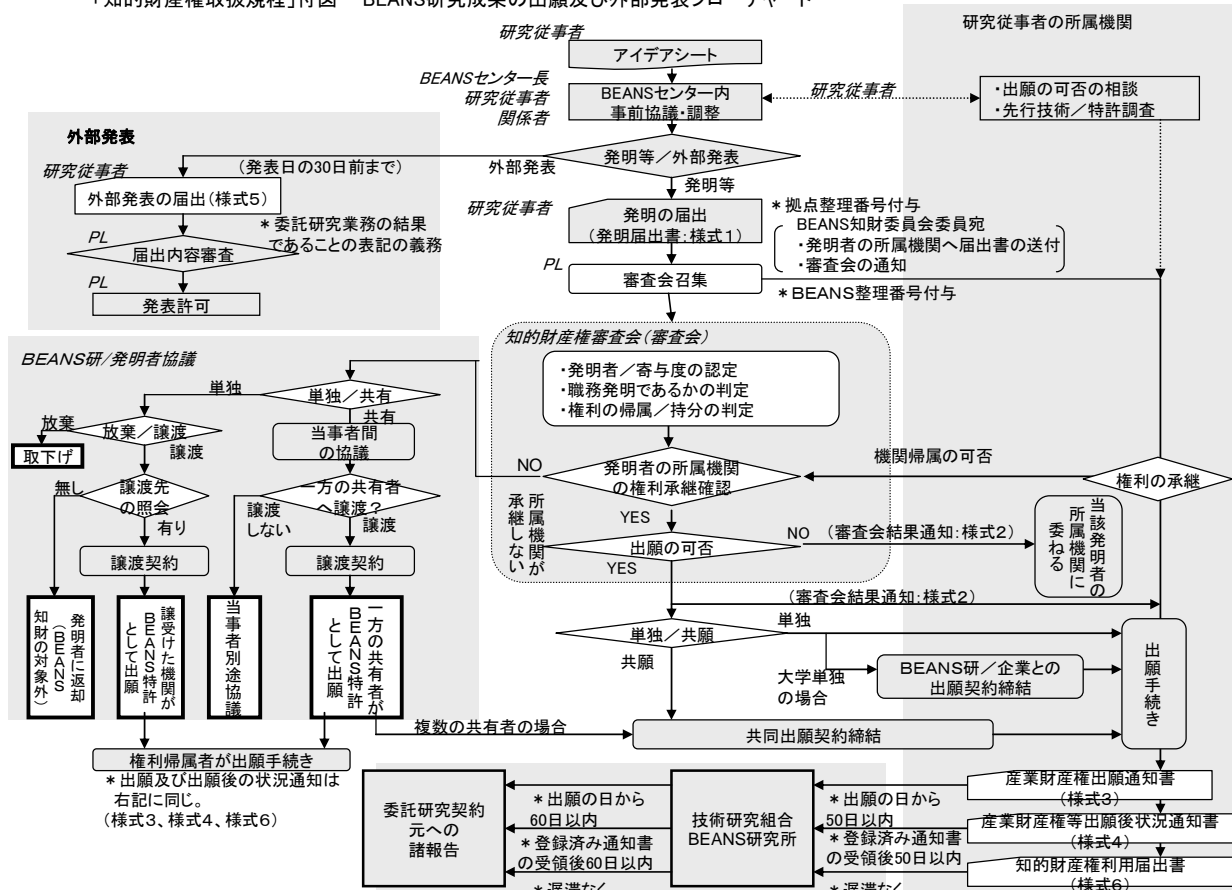 「知的財産権取扱規程」付図 BEANS研究成果の出願及び外部発表フローチャート
研究従事者の所属機関
研究従事者
アイデアシート
BEANSセンター長
研究従事者
関係者
BEANSセンター内
事前協議・調整
研究従事者
・出願の可否の相談
・先行技術／特許調査
外部発表
(発表日の30日前まで)
外部発表
発明等／外部発表
発明等
研究従事者
外部発表の届出(様式5)
＊委託研究業務の結果
であることの表記の義務
PL
届出内容審査
PL
発表許可
研究従事者
発明の届出
(発明届出書:様式1)
＊拠点整理番号付与
BEANS知財委員会委員宛
・発明者の所属機関へ届出書の送付
・審査会の通知
PL
審査会召集
＊BEANS整理番号付与
知的財産権審査会(審査会)
・発明者／寄与度の認定
・職務発明であるかの判定
・権利の帰属／持分の判定
BEANS研/発明者協議
単独
単独／共有
共有
放棄
放棄／譲渡
譲渡
取下げ
当事者間
の協議
無し
譲渡先
の照会
有り
一方の共有者
へ譲渡？
譲渡
しない
譲渡
譲渡契約
譲渡契約
NO
発明者の所属機関
の権利承継確認
機関帰属の可否
権利の承継
YES
所属機関が
承継しない
出願の可否
NO
(審査会結果通知:様式2)
当該発明者の
所属機関に
委ねる
YES
(審査会結果通知:様式2)
発明者に返却
(BEANS
知財の対象外)
譲受けた機関が
BEANS特許
として出願
当事者別途協議
一方の共有者が
BEANS特許
として出願
単独／共願
単独
共願
大学単独
の場合
BEANS研／企業との
出願契約締結
出願手続き
複数の共有者の場合
共同出願契約締結
権利帰属者が出願手続き
＊出願及び出願後の状況通知は
右記に同じ。
(様式3、様式4、様式6)
委託研究契約
元への
諸報告
＊出願の日から
60日以内
＊登録済み通知書
の受領後60日以内
＊遅滞なく
技術研究組合
BEANS研究所
＊出願の日から
50日以内
＊登録済み通知書
の受領後50日以内
＊遅滞なく
産業財産権出願通知書
(様式3)
産業財産権等出願後状況通知書
(様式4)
知的財産権利用届出書
(様式6)